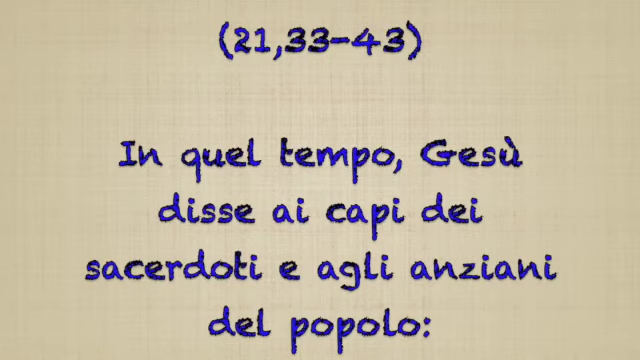 (21,33-43)
In quel tempo, Gesù
disse ai capi dei
sacerdoti e agli anziani
del popolo: